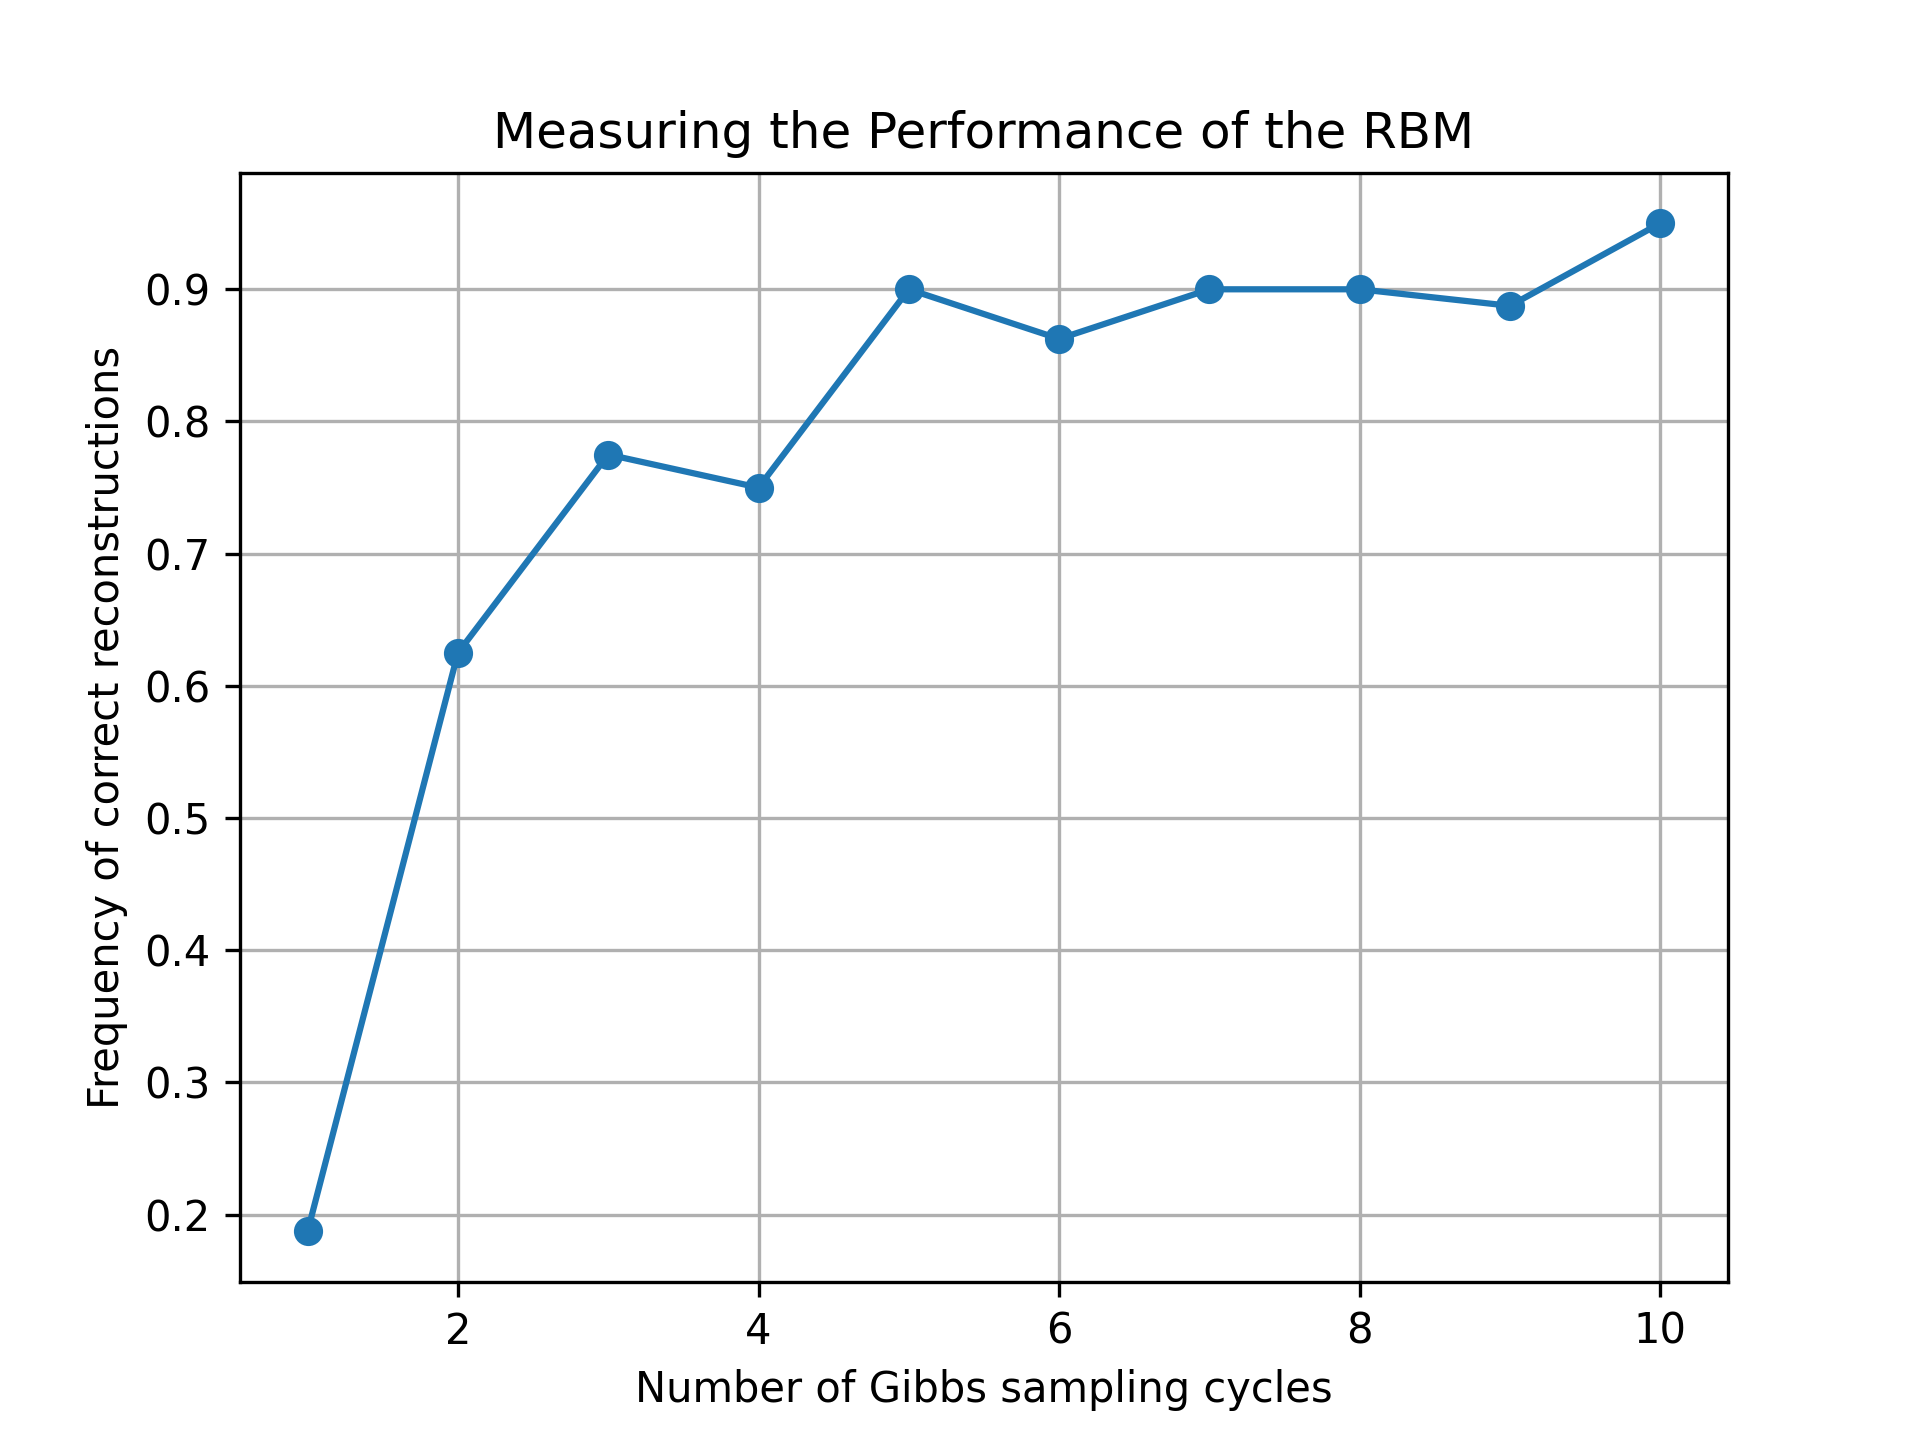 Measuring the Performance of the RBM
Frequency of correct reconstructions
0.9
0.8
0.7
0.6
0.5
0.4
0.3
0.2
2 4 6 8 10
Number of Gibbs sampling cycles